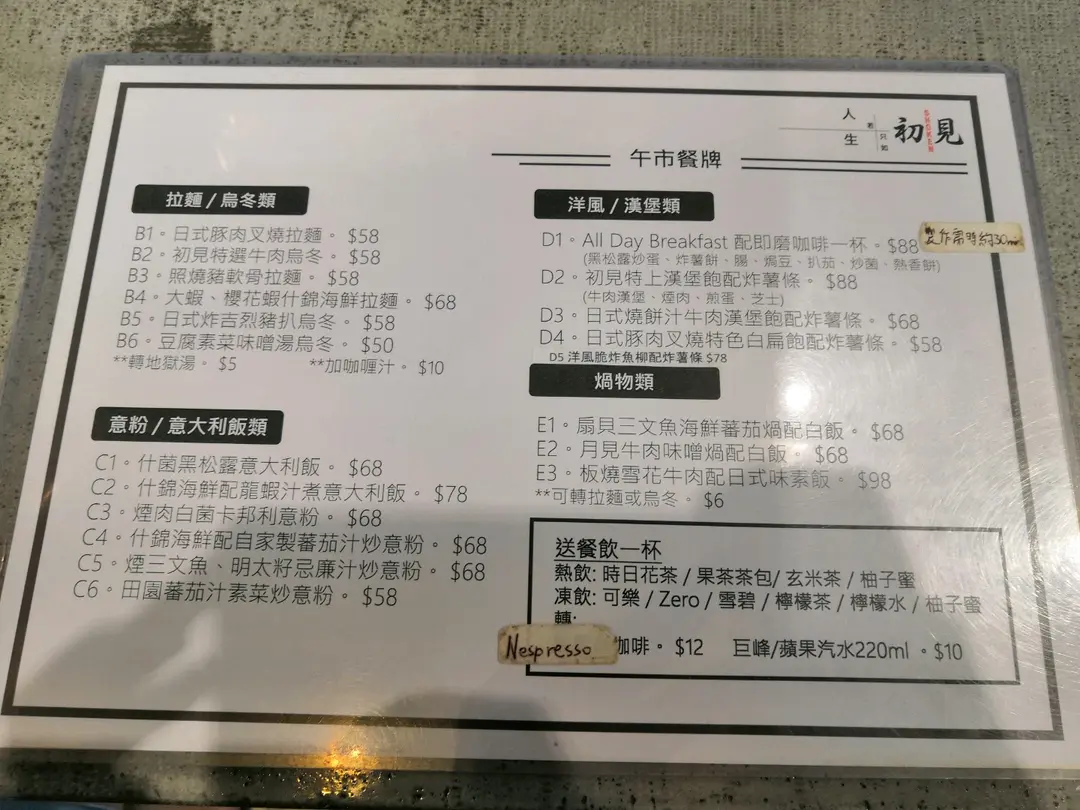 人生 若只如 初見
午市餐牌
拉麵 / 烏冬類
B1。日式豚肉叉燒拉麵。 $58
B2。初見特選牛肉烏冬。 $58
B3。照燒豬軟骨拉麵。 $58
B4。大蝦、櫻花蝦什錦海鮮拉麵。 $68
B5。日式炸吉烈豬扒烏冬。 $58
B6。豆腐素菜味噌湯烏冬。 $50
**轉地獄湯。 $5 **加咖喱汁。 $10
意粉 / 意大利飯類
C1。什菌黑松露意大利飯。 $68
C2。什錦海鮮配龍蝦汁煮意大利飯。 $78
C3。煙肉白菌卡邦利意粉。 $68
C4。什錦海鮮配自家製蕃茄汁炒意粉。 $68
C5。煙三文魚、明太籽忌廉汁炒意粉。 $68
C6。田園蕃茄汁素菜炒意粉。 $58
洋風 / 漢堡類
D1。All Day Breakfast 配即磨咖啡一杯。$88
作需時約30min
(黑松露炒蛋、炸薯餅、腸、焗豆、扒茄、炒菌、熱香餅)
D2。初見特上漢堡飽配炸薯條。 $88
(牛肉漢堡、煙肉、煎蛋、芝士)
D3。日式燒餅汁牛肉漢堡飽配炸薯條。 $68
D4。日式豚肉叉燒特色白扁飽配炸薯條。 $58
D5 洋風脆炸魚柳配炸薯條 $78
煱物類
E1。扇貝三文魚海鮮蕃茄煱配白飯。 $68
E2。月見牛肉味噌煱配白飯。 $68
E3。板燒雪花牛肉配日式味素飯。 $98
**可轉拉麵或烏冬。 $6
送餐飲一杯
熱飲: 時日花茶 / 果茶茶包/ 玄米茶 / 柚子蜜
凍飲: 可樂 / Zero / 雪碧 / 檸檬茶 / 檸檬水 / 柚子蜜
轉:
Nespresso 咖啡。 $12 巨峰/蘋果汽水220ml 。$10